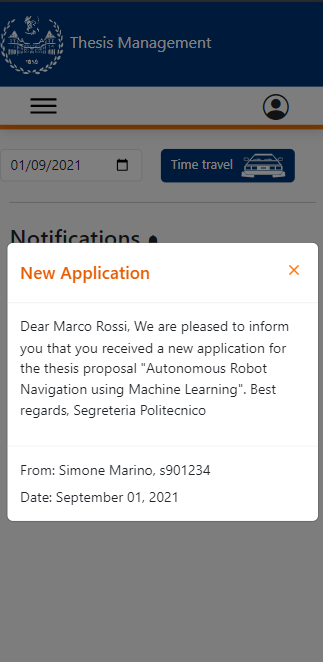 Thesis Management
1859
01/09/2021
Time travel
Notifications
New Application
×
Dear Marco Rossi, We are pleased to inform
you that you received a new application for
the thesis proposal "Autonomous Robot
Navigation using Machine Learning". Best
regards, Segreteria Politecnico
From: Simone Marino, s901234
Date: September 01, 2021